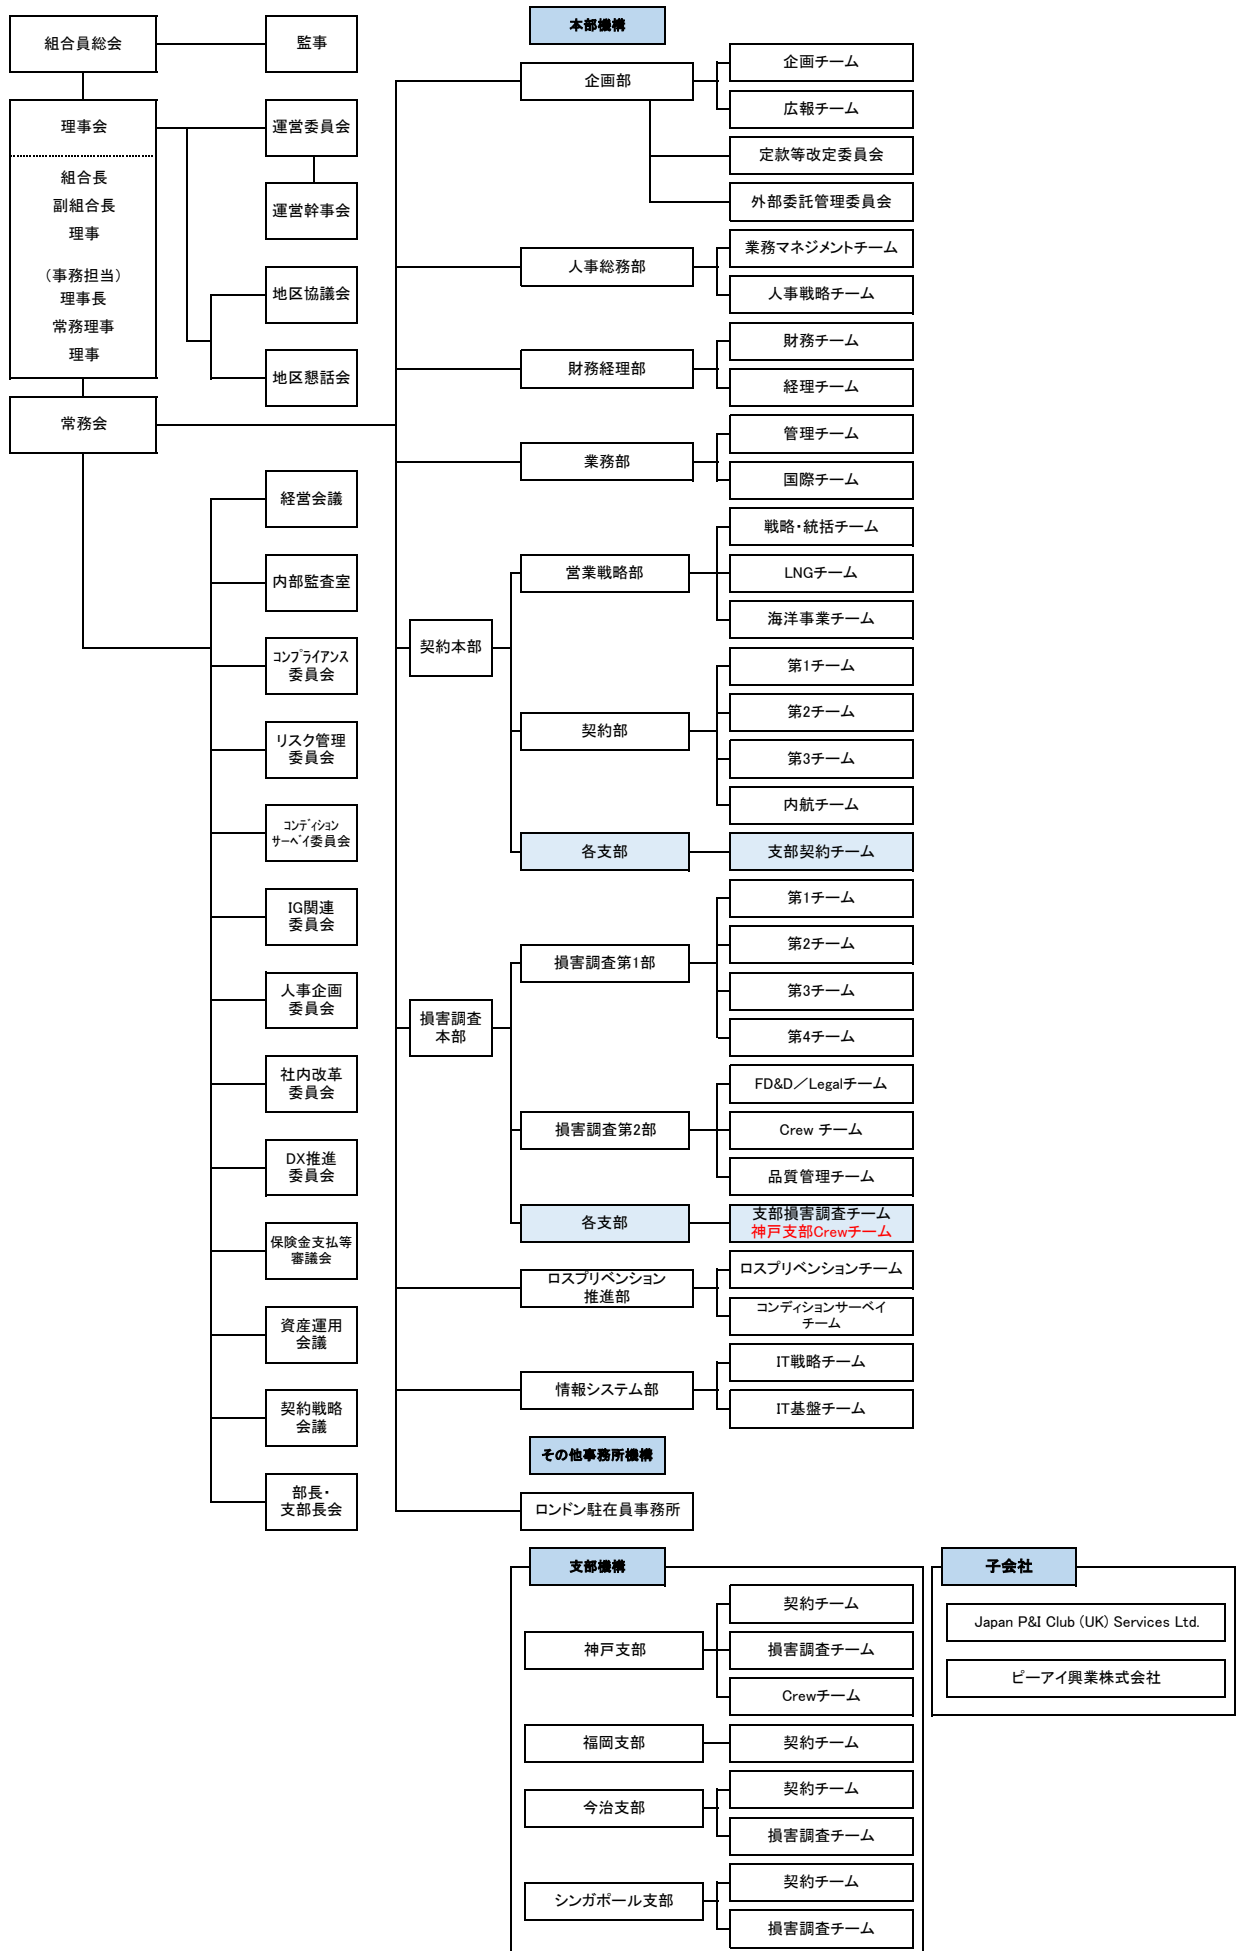 組合員総会
監事
理事会
組合長
副組合長
理事
（事務担当）
理事長
常務理事
理事
運営委員会
運営幹事会
地区協議会
地区懇話会
常務会
経営会議
内部監査室
コンプライアンス
委員会
リスク管理
委員会
コンディション
サーベイ委員会
IG関連
委員会
人事企画
委員会
社内改革
委員会
DX推進
委員会
保険金支払等
審議会
資産運用
会議
契約戦略
会議
部長・
支部長会
本部機構
企画部
企画チーム
広報チーム
定款等改定委員会
外部委託管理委員会
人事総務部
業務マネジメントチーム
人事戦略チーム
財務経理部
財務チーム
経理チーム
業務部
管理チーム
国際チーム
契約本部
営業戦略部
戦略・統括チーム
LNGチーム
海洋事業チーム
契約部
第1チーム
第2チーム
第3チーム
内航チーム
各支部
支部契約チーム
損害調査
本部
損害調査第1部
第1チーム
第2チーム
第3チーム
第4チーム
損害調査第2部
FD&D／Legalチーム
Crew チーム
品質管理チーム
各支部
支部損害調査チーム
神戸支部Crewチーム
ロスプリベンション
推進部
ロスプリベンションチーム
コンディションサーベイ
チーム
情報システム部
IT戦略チーム
IT基盤チーム
その他事務所機構
ロンドン駐在員事務所
支部機構
神戸支部
契約チーム
損害調査チーム
Crewチーム
福岡支部
契約チーム
今治支部
契約チーム
損害調査チーム
シンガポール支部
契約チーム
損害調査チーム
子会社
Japan P&I Club (UK) Services Ltd.
ピーアイ興業株式会社